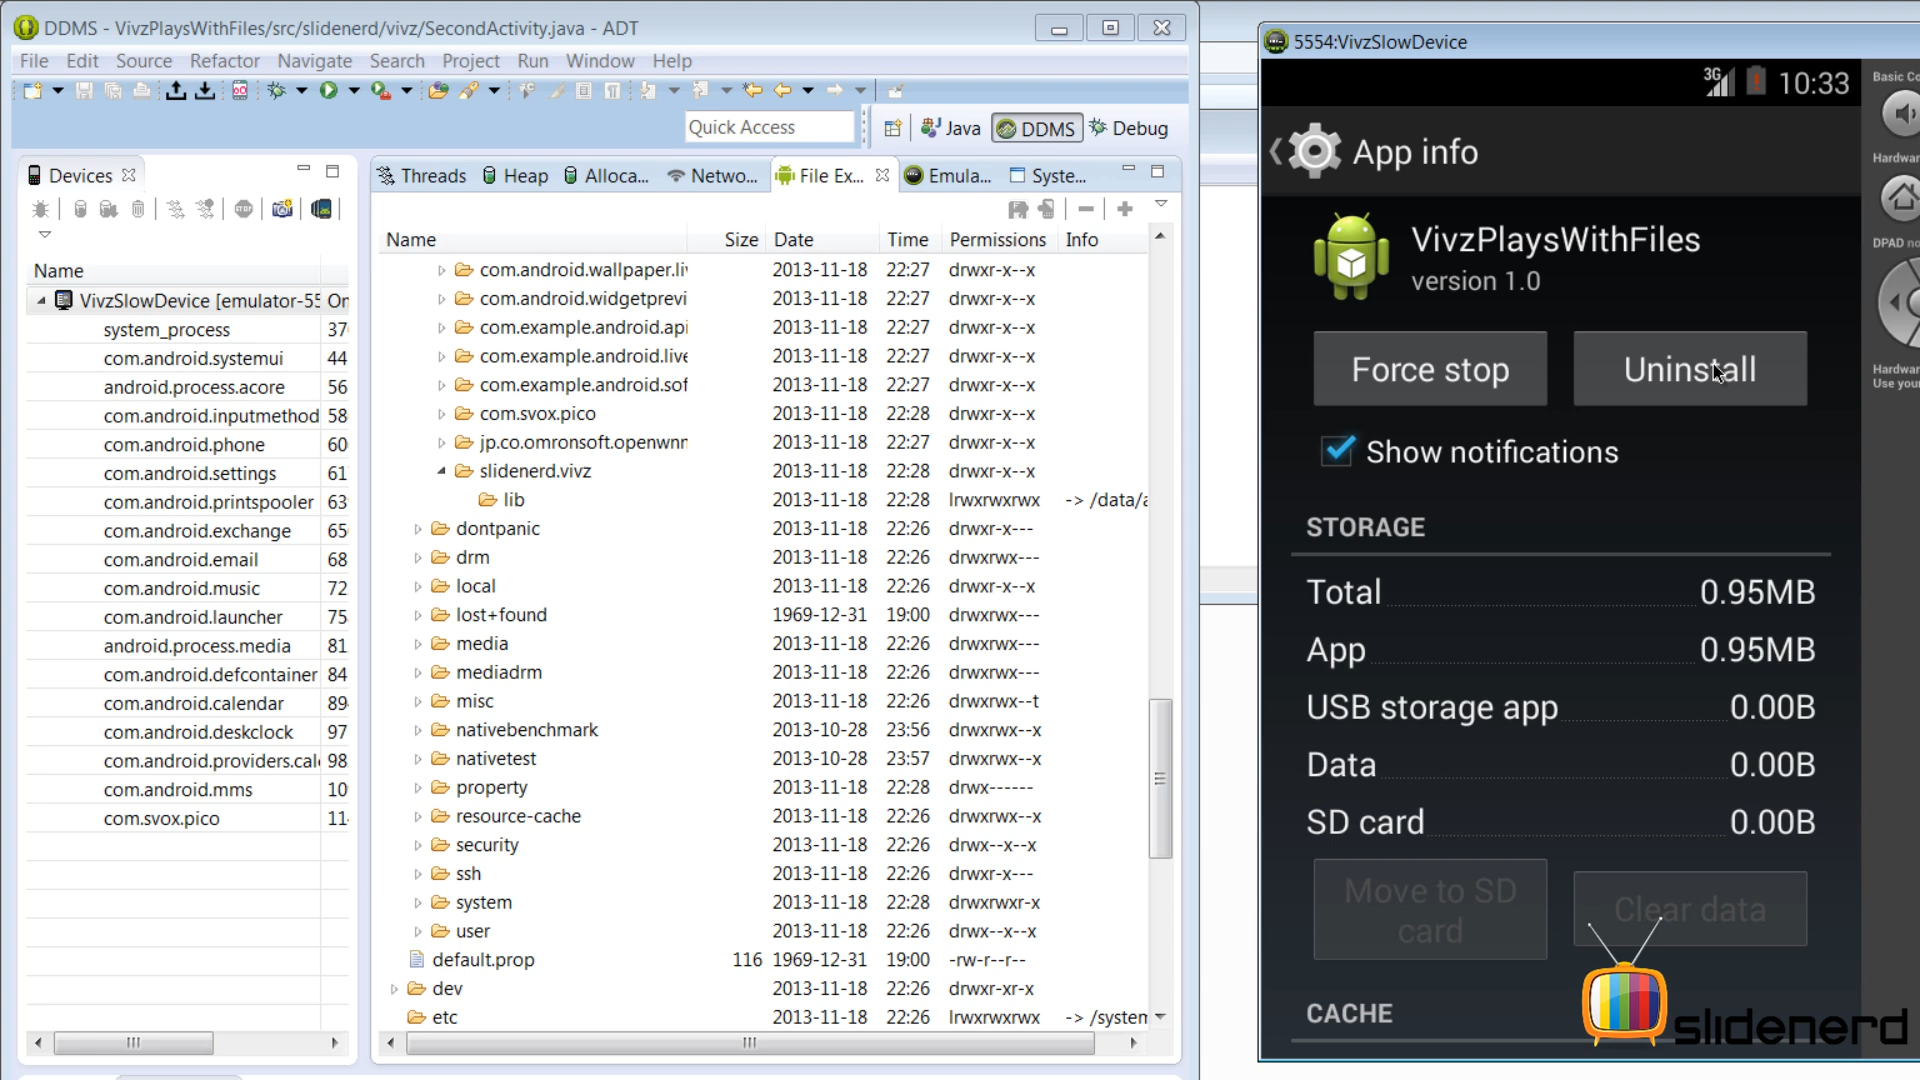 DDMS - VivzPlaysWithFiles/src/slidenerd/vivz/SecondActivity.java - ADT
File Edit Source Refactor Navigate Search Project Run Window Help
Quick Access
Java DDMS Debug
Devices
Name
VivzSlowDevice [emulator-55 On
system_process 37
com.android.systemui 44
android.process.acore 56
com.android.inputmethod 58
com.android.phone 60
com.android.settings 61
com.android.printspooler 63
com.android.exchange 65
com.android.email 68
com.android.music 72
com.android.launcher 75
android.process.media 81
com.android.defcontainer 84
com.android.calendar 89
com.android.deskclock 97
com.android.providers.cal 98
com.android.mms 10
com.svox.pico 11
Threads Heap Alloca... Netwo... File Ex... Emula... Syste...
Name Size Date Time Permissions Info
com.android.wallpaper.li 2013-11-18 22:27 drwxr-x--x
com.android.widgetprevi 2013-11-18 22:27 drwxr-x--x
com.example.android.api 2013-11-18 22:27 drwxr-x--x
com.example.android.live 2013-11-18 22:27 drwxr-x--x
com.example.android.sof 2013-11-18 22:27 drwxr-x--x
com.svox.pico 2013-11-18 22:28 drwxr-x--x
jp.co.omronsoft.openwnn 2013-11-18 22:27 drwxr-x--x
slidenerd.vivz 2013-11-18 22:28 drwxr-x--x
lib 2013-11-18 22:28 lrwxrwxrwx -> /data/a
dontpanic 2013-11-18 22:26 drwxr-x---
drm 2013-11-18 22:26 drwxrwx---
local 2013-11-18 22:26 drwxr-x--x
lost+found 1969-12-31 19:00 drwxrwx---
media 2013-11-18 22:26 drwxrwx---
mediadrm 2013-11-18 22:26 drwxrwx---
misc 2013-11-18 22:26 drwxrwx--t
nativebenchmark 2013-10-28 23:56 drwxrwx--x
nativetest 2013-10-28 23:57 drwxrwx--x
property 2013-11-18 22:28 drwx------
resource-cache 2013-11-18 22:26 drwxrwx--x
security 2013-11-18 22:26 drwx--x--x
ssh 2013-11-18 22:26 drwxr-x---
system 2013-11-18 22:28 drwxrwxr-x
user 2013-11-18 22:26 drwx--x--x
default.prop 116 1969-12-31 19:00 -rw-r--r--
dev 2013-11-18 22:26 drwxr-xr-x
etc 2013-11-18 22:26 lrwxrwxrwx -> /system
5554:VivzSlowDevice
3G 10:33
App info
VivzPlaysWithFiles
version 1.0
Force stop Uninstall
Show notifications
STORAGE
Total 0.95MB
App 0.95MB
USB storage app 0.00B
Data 0.00B
SD card 0.00B
Move to SD card
Clear data
CACHE
Basic Co
Hardwar
DPAD no
Hardwar
Use your
slidenerd